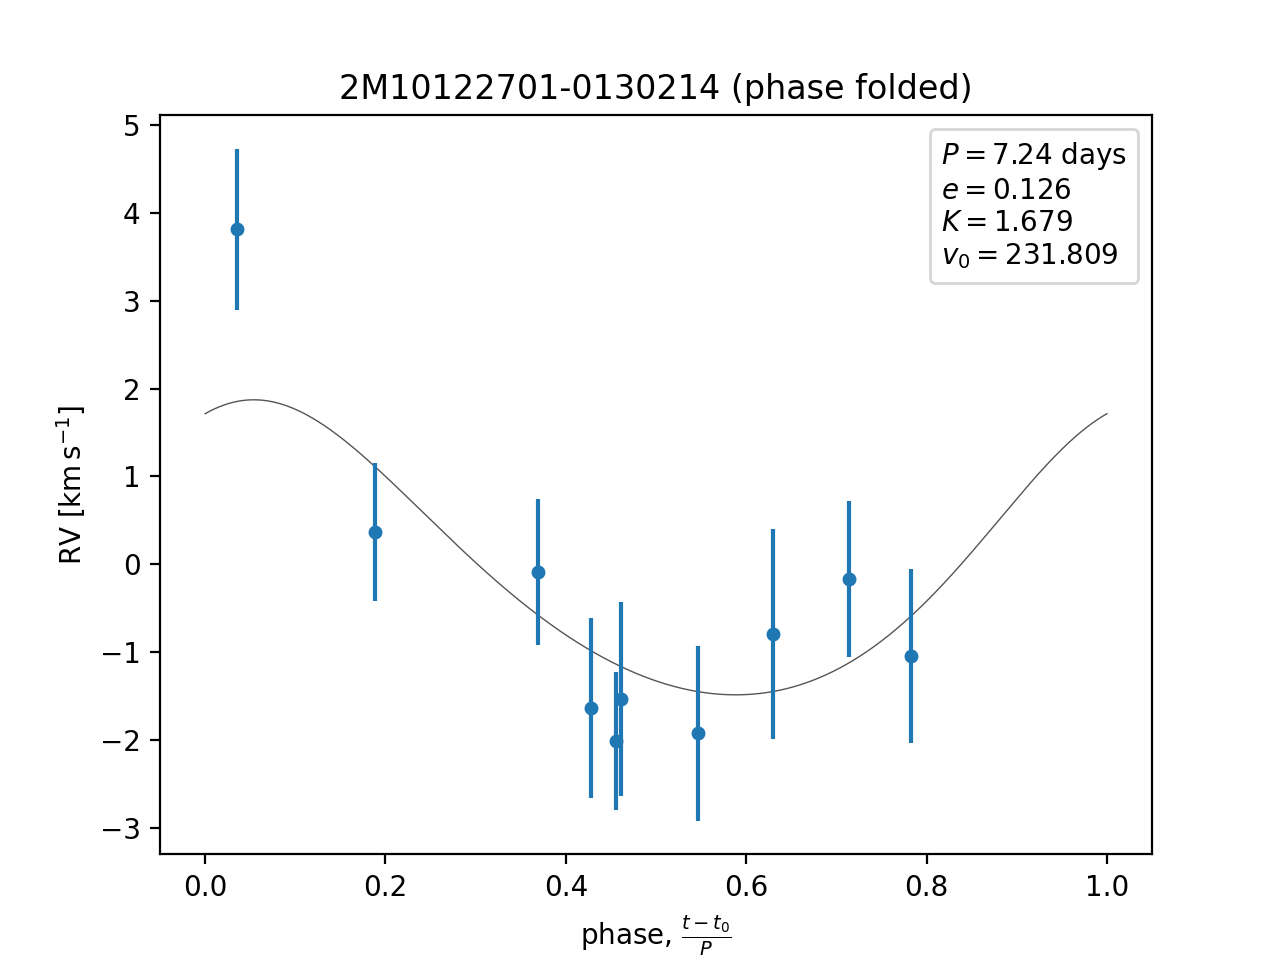 2M10122701-0130214 (phase folded)
P = 7.24 days
e = 0.126
K = 1.679
v₀ = 231.809
5
4
3
2
1
0
−1
−2
−3
RV [km s⁻¹]
0.0 0.2 0.4 0.6 0.8 1.0
phase, (t − t₀)/P